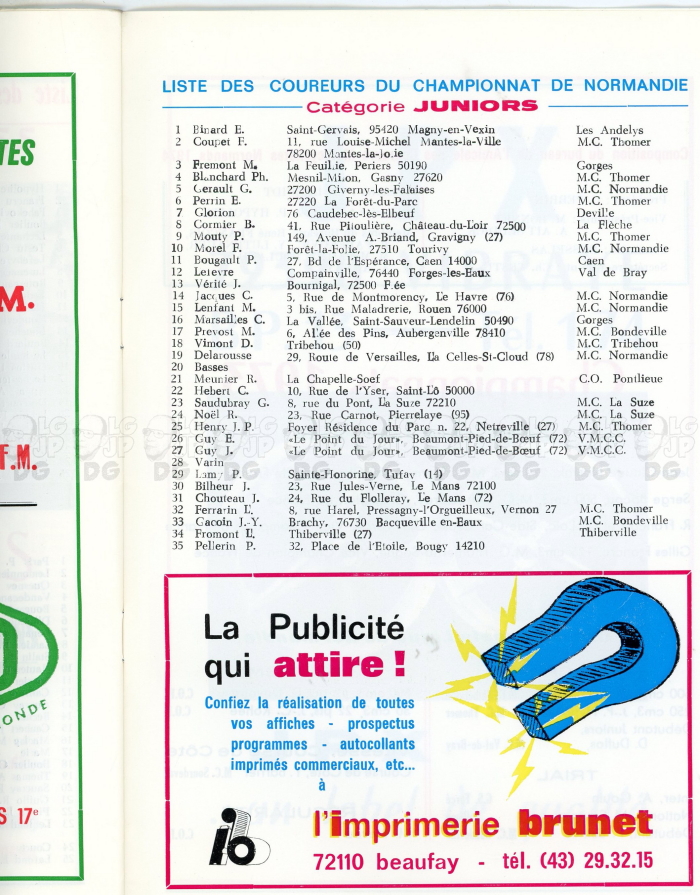 TES
M.
F.M.
ONDE
S 17e
LISTE DES COUREURS DU CHAMPIONNAT DE NORMANDIE
Catégorie JUNIORS
1 Binard E. Saint-Gervais, 95420 Magny-en-Vexin Les Andelys
2 Coupet F. 11, rue Louise-Michel Mantes-la-Ville M.C. Thomer
78200 Mantes-la-Jolie
3 Fremont M. La Feuillie, Periers 50190 Gorges
4 Blanchard Ph. Mesnil-Milon, Gasny 27620 M.C. Thomer
5 Gerault G. 27200 Giverny-les-Falaises M.C. Normandie
6 Perrin E. 27220 La Forêt-du-Parc M.C. Thomer
7 Glorion 76 Caudebec-lès-Elbeuf Deville
8 Cormier B. 41, Rue Pitoulière, Château-du-Loir 72500 La Flèche
9 Mouty P. 149, Avenue A.-Briand, Gravigny (27) M.C. Thomer
10 Morel F. Forêt-la-Folie, 27510 Tourivy M.C. Normandie
11 Bougault P. 27, Bd de l'Espérance, Caen 14000 Caen
12 Lelevre Compainville, 76440 Forges-les-Eaux Val de Bray
13 Vérité J. Bournigal, 72500 Flée
14 Jacques C. 5, Rue de Montmorency, Le Havre (76) M.C. Normandie
15 Lenfant M. 3 bis, Rue Maladrerie, Rouen 76000 M.C. Normandie
16 Marsailles C. La Vallée, Saint-Sauveur-Lendelin 50490 Gorges
17 Prevost M. 6, Allée des Pins, Aubergenville 78410 M.C. Bondeville
18 Vimont D. Tribehou (50) M.C. Tribehou
19 Delarousse 29, Route de Versailles, La Celles-St-Cloud (78) M.C. Normandie
20 Basses
21 Meunier R. La Chapelle-Soef C.O. Pontlieue
22 Hebert C. 10, Rue de l'Yser, Saint-Lô 50000
23 Saudubray G. 8, rue du Pont, La Suze 72210 M.C. La Suze
24 Noël R. 23, Rue Carnot, Pierrelaye (95) M.C. La Suze
25 Henry J.P. Foyer Résidence du Parc n. 22, Netreville (27) M.C. Thomer
26 Guy E. «Le Point du Jour», Beaumont-Pied-de-Bœuf (72) V.M.C.C.
27 Guy J. «Le Point du Jour», Beaumont-Pied-de-Bœuf (72) V.M.C.C.
28 Varin
29 Lamy P. Sainte-Honorine, Tufav (14)
30 Bilheur J. 23, Rue Jules-Verne, Le Mans 72100
31 Chouteau J. 24, Rue du Flolleray, Le Mans (72)
32 Ferrarin L. 8, rue Harel, Pressagny-l'Orgueilleux, Vernon 27 M.C. Thomer
33 Gacoin J.-Y. Brachy, 76730 Bacqueville en-Eaux M.C. Bondeville
34 Fromont L. Thiberville (27) Thiberville
35 Pellerin P. 32, Place de l'Etoile, Bougy 14210
La Publicité
qui attire !
Confiez la réalisation de toutes
vos affiches - prospectus
programmes - autocollants
imprimés commerciaux, etc...
à
l'imprimerie brunet
72110 beaufay - tél. (43) 29.32.15